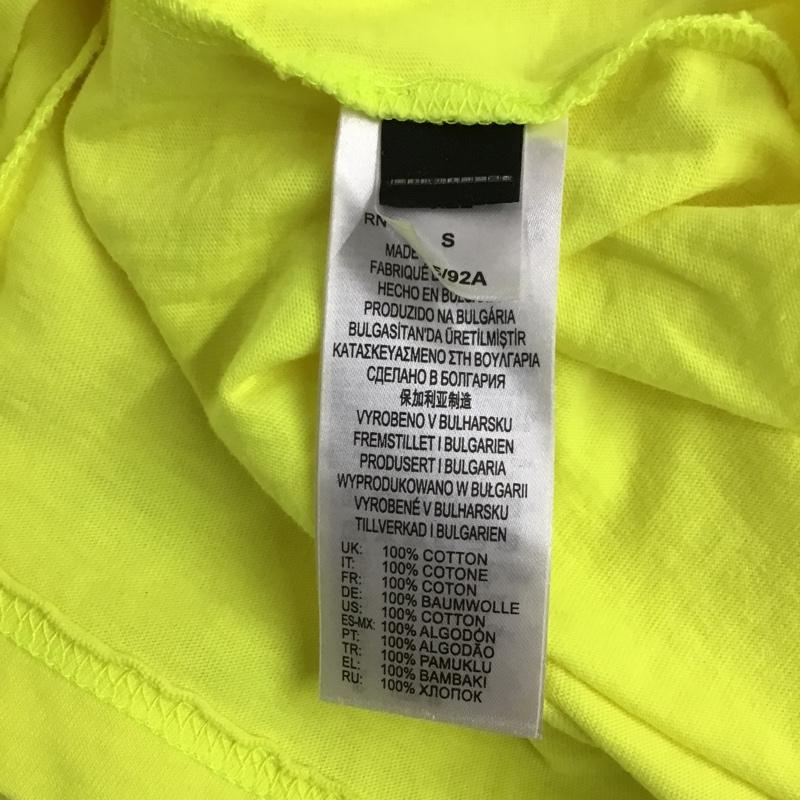 S
RN
MADE
/92A
FABRIQUÉ
HECHO EN
PRODUZIDO NA BULGÁRIA
BULGASİTAN'DA ÜRETİLMİŞTİR
ΚΑΤΑΣΚΕΥΑΣΜΕΝΟ ΣΤΗ ΒΟΥΛΓΑΡΙΑ
СДЕЛАНО В БОЛГАРИЯ
保加利亚制造
VYROBENO V BULHARSKU
FREMSTILLET I BULGARIEN
PRODUSERT I BULGARIA
WYPRODUKOWANO W BUŁGARII
VYROBENÉ V BULHARSKU
TILLVERKAD I BULGARIEN
UK: 100% COTTON
IT: 100% COTONE
FR: 100% COTON
DE: 100% BAUMWOLLE
US: 100% COTTON
ES-MX: 100% ALGODÓN
PT: 100% ALGODÃO
TR: 100% PAMUKLU
EL: 100% ΒΑΜΒΑΚΙ
RU: 100% ХЛОПОК